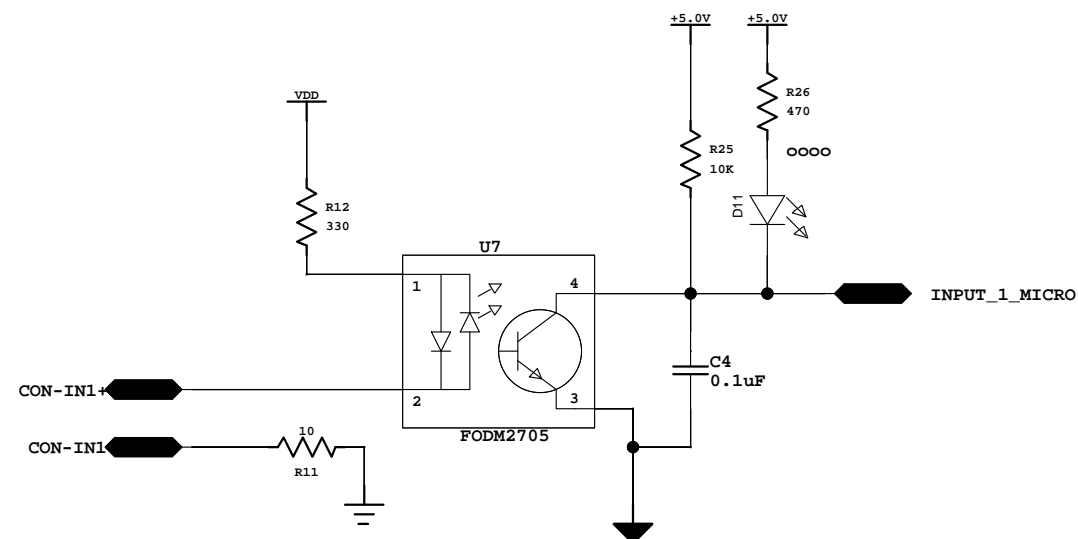 +5.0V
+5.0V
R26
470
VDD
R25
10K
OOOO
D11
R12
330
U7
1
4
INPUT_1_MICRO
C4
0.1uF
CON-IN1+
2
3
FODM2705
10
CON-IN1
R11